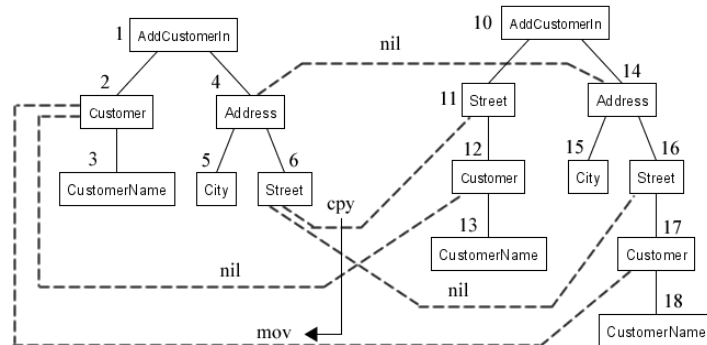 1 AddCustomerIn
10 AddCustomerIn
nil
2
4
14
Customer
Address
11 Street
Address
3
5
6
12
15
16
CustomerName
City
Street
cpy
Customer
City
Street
13
17
nil
CustomerName
Customer
nil
18
mov
CustomerName